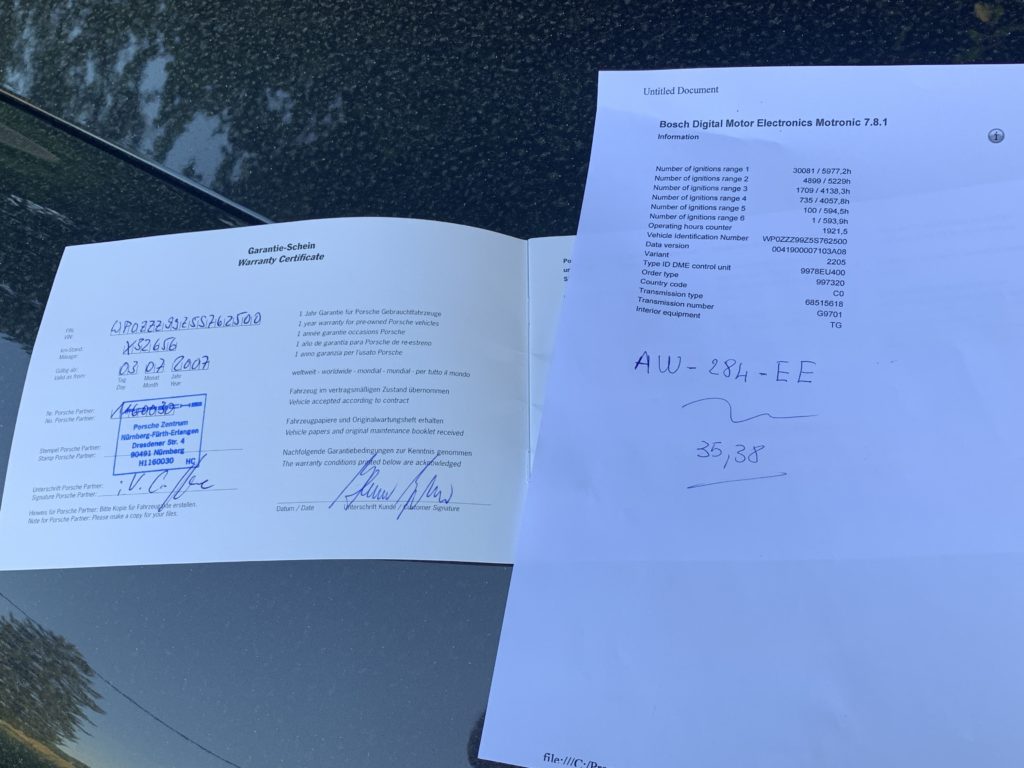 Garantie-Schein
Warranty Certificate
FIN:
VIN: WP0ZZZ99Z5S762500
km-Stand:
Mileage: X52656
Gültig ab:
Valid as from: 03 07 2007
Tag Monat Jahr
Day Month Year
Nr. Porsche Partner:
No. Porsche Partner:
Porsche Zentrum
Nürnberg-Fürth-Erlangen
Dresdener Str. 4
90491 Nürnberg
H1160030 HC
Stempel Porsche Partner:
Stamp Porsche Partner:
Unterschrift Porsche Partner:
Signature Porsche Partner:
Hinweis für Porsche Partner: Bitte Kopie für Fahrzeugakte erstellen.
Note for Porsche Partner: Please make a copy for your files.
1 Jahr Garantie für Porsche Gebrauchtfahrzeuge
1 year warranty for pre-owned Porsche vehicles
1 année garantie occasions Porsche
1 año de garantía para Porsche de re-estreno
1 anno garanzia per l'usato Porsche
weltweit - worldwide - mondial - mundial - per tutto il mondo
Fahrzeug im vertragsmäßigen Zustand übernommen
Vehicle accepted according to contract
Fahrzeugpapiere und Originalwartungsheft erhalten
Vehicle papers and original maintenance booklet received
Nachfolgende Garantiebedingungen zur Kenntnis genommen
The warranty conditions printed below are acknowledged
Datum / Date Unterschrift Kunde / Customer Signature
Po
ur
Untitled Document
Bosch Digital Motor Electronics Motronic 7.8.1
Information
Number of ignitions range 1 30081 / 5977,2h
Number of ignitions range 2 4899 / 5229h
Number of ignitions range 3 1709 / 4138,3h
Number of ignitions range 4 735 / 4057,8h
Number of ignitions range 5 100 / 594,5h
Number of ignitions range 6 1 / 593,9h
Operating hours counter 1921,5
Vehicle Identification Number WP0ZZZ99Z5S762500
Data version 0041900007103A08
Variant 2205
Type ID DME control unit 9978EU400
Order type 997320
Country code C0
Transmission type 68515618
Transmission number G9701
Interior equipment TG
AW-284-EE
35,38
file:///C:/Pr